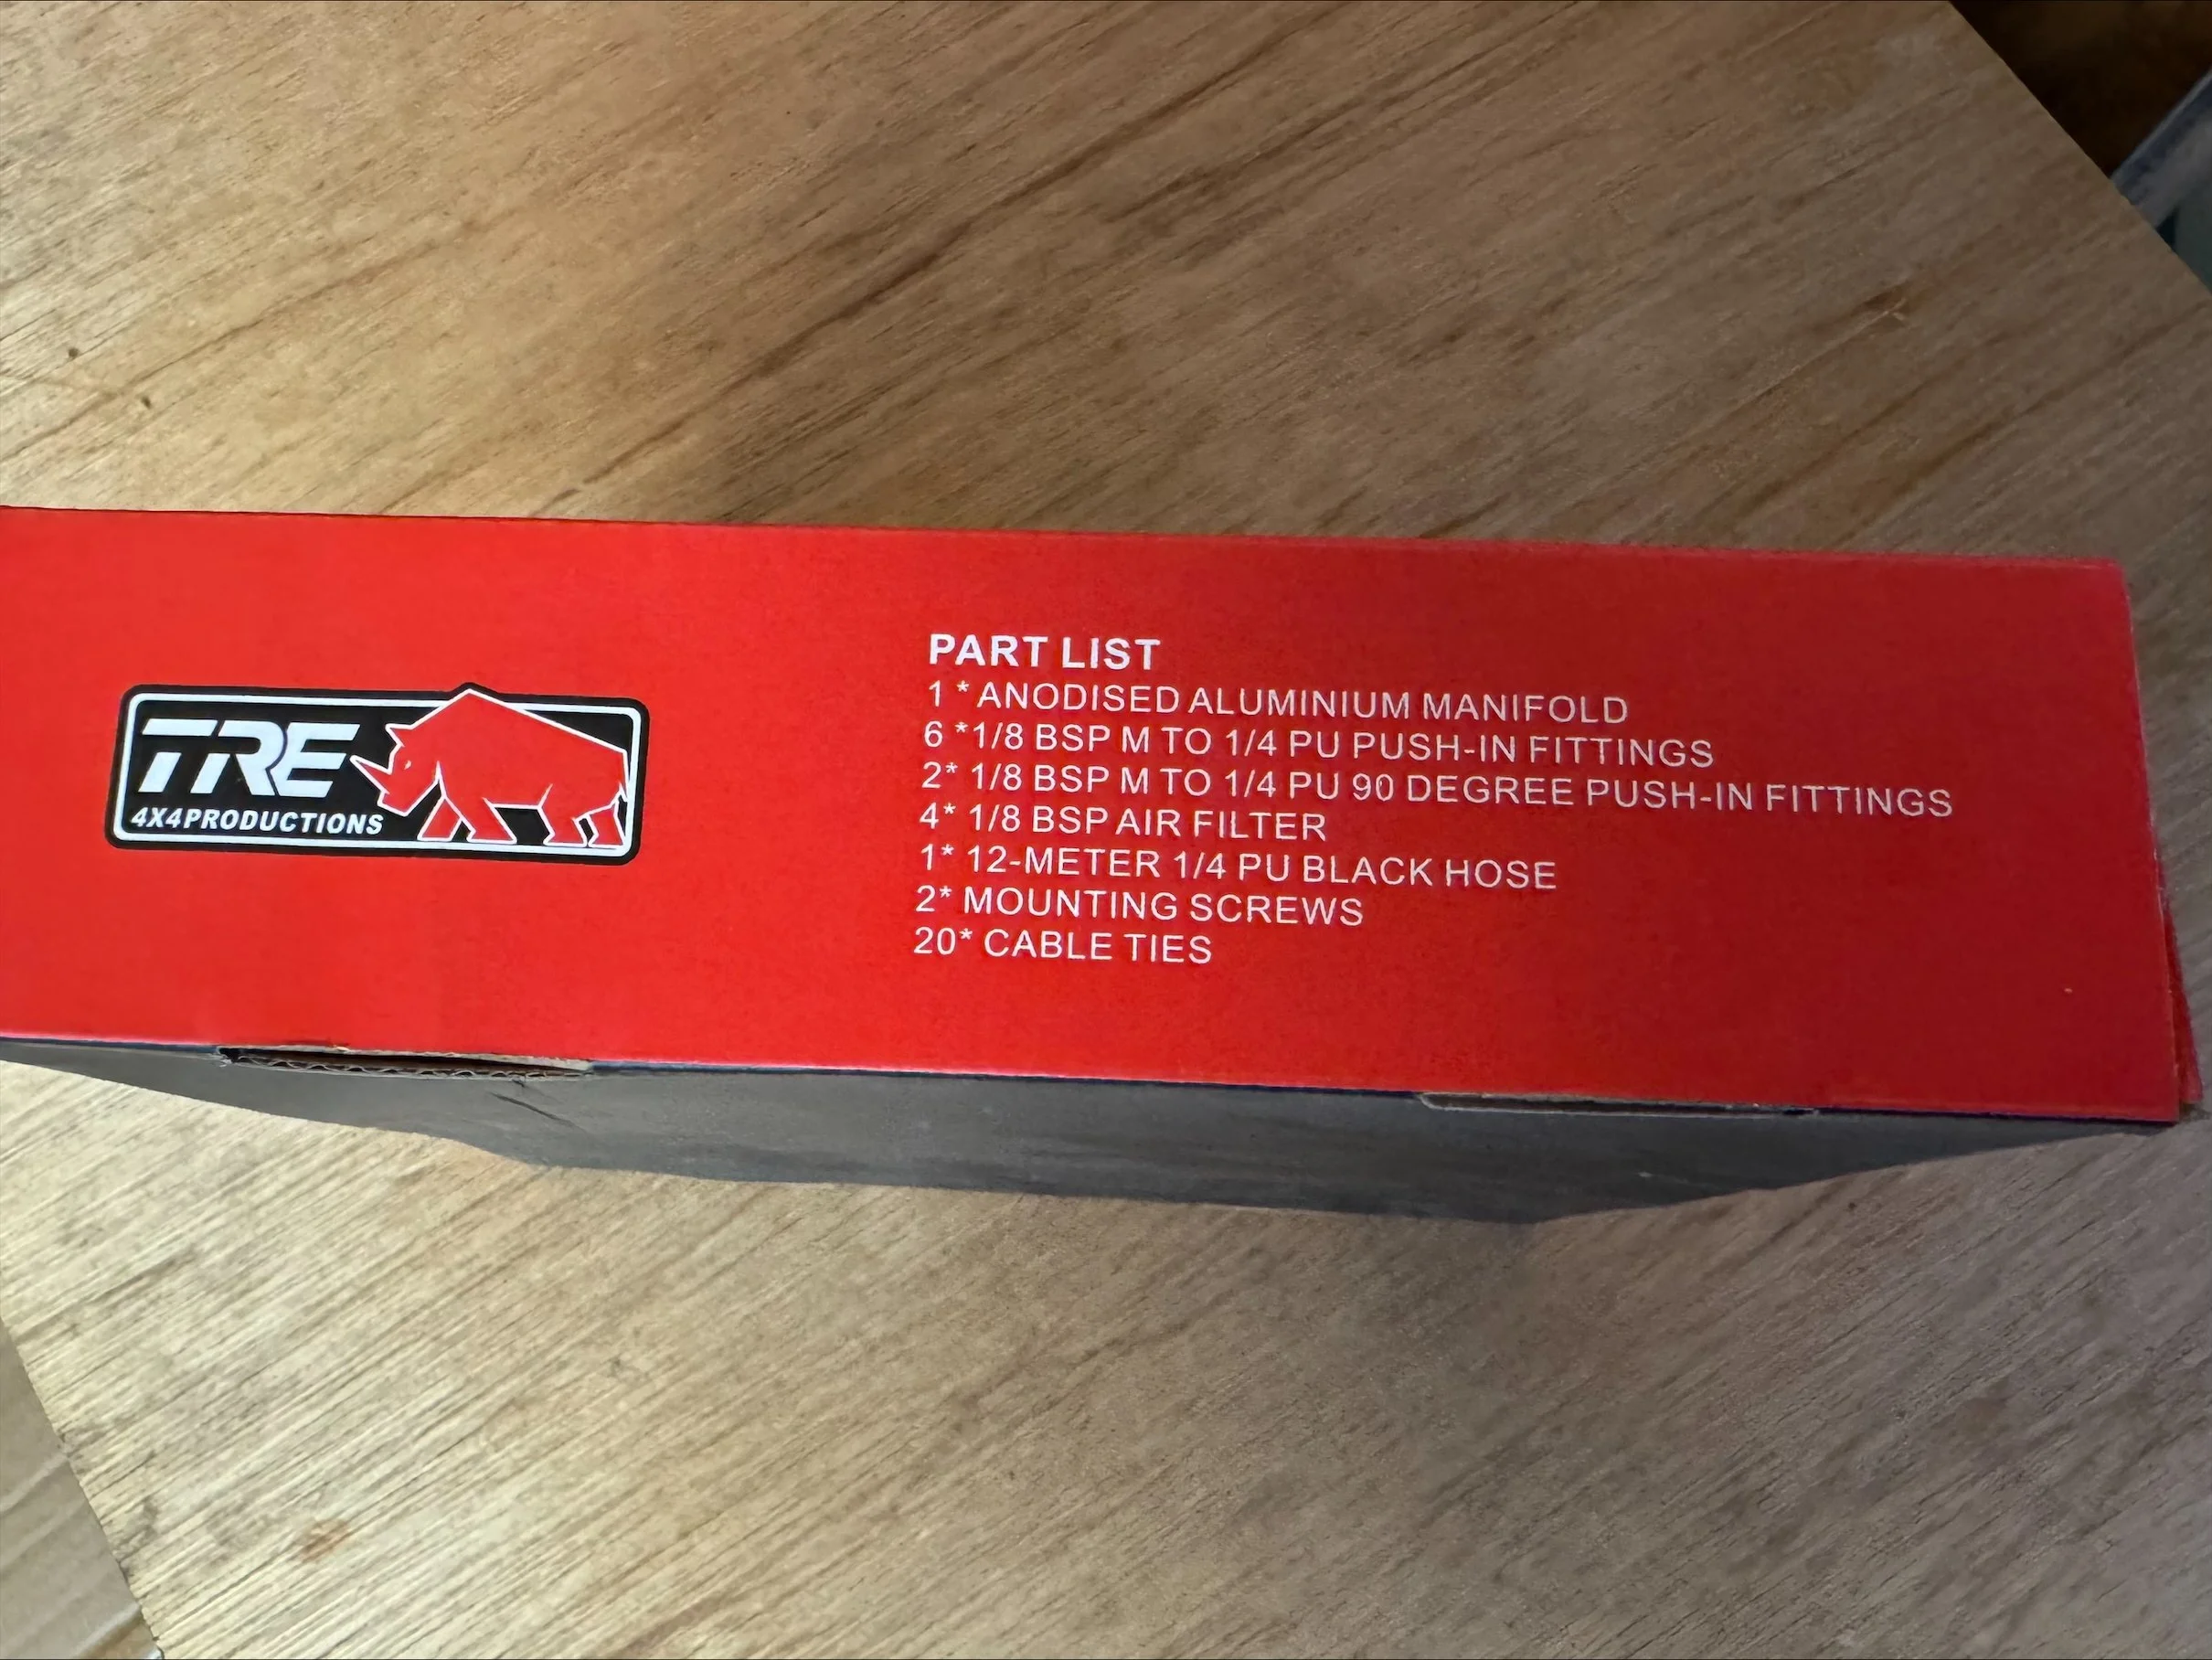 TRE
4X4PRODUCTIONS
PART LIST
1 * ANODISED ALUMINIUM MANIFOLD
6 *1/8 BSP M TO 1/4 PU PUSH-IN FITTINGS
2* 1/8 BSP M TO 1/4 PU 90 DEGREE PUSH-IN FITTINGS
4* 1/8 BSP AIR FILTER
1* 12-METER 1/4 PU BLACK HOSE
2* MOUNTING SCREWS
20* CABLE TIES